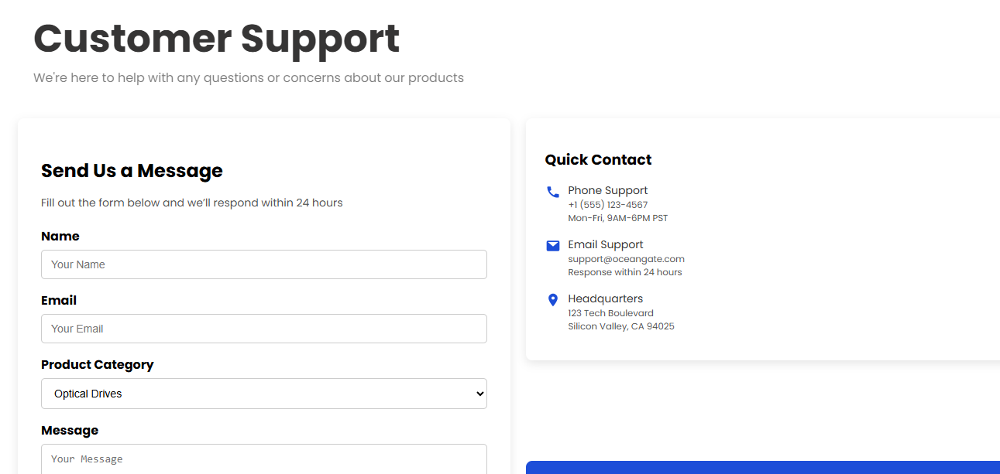 Customer Support
We're here to help with any questions or concerns about our products
Send Us a Message
Fill out the form below and we’ll respond within 24 hours
Name
Your Name
Email
Your Email
Product Category
Optical Drives
Message
Your Message
Quick Contact
Phone Support
+1 (555) 123-4567
Mon-Fri, 9AM-6PM PST
Email Support
support@oceangate.com
Response within 24 hours
Headquarters
123 Tech Boulevard
Silicon Valley, CA 94025